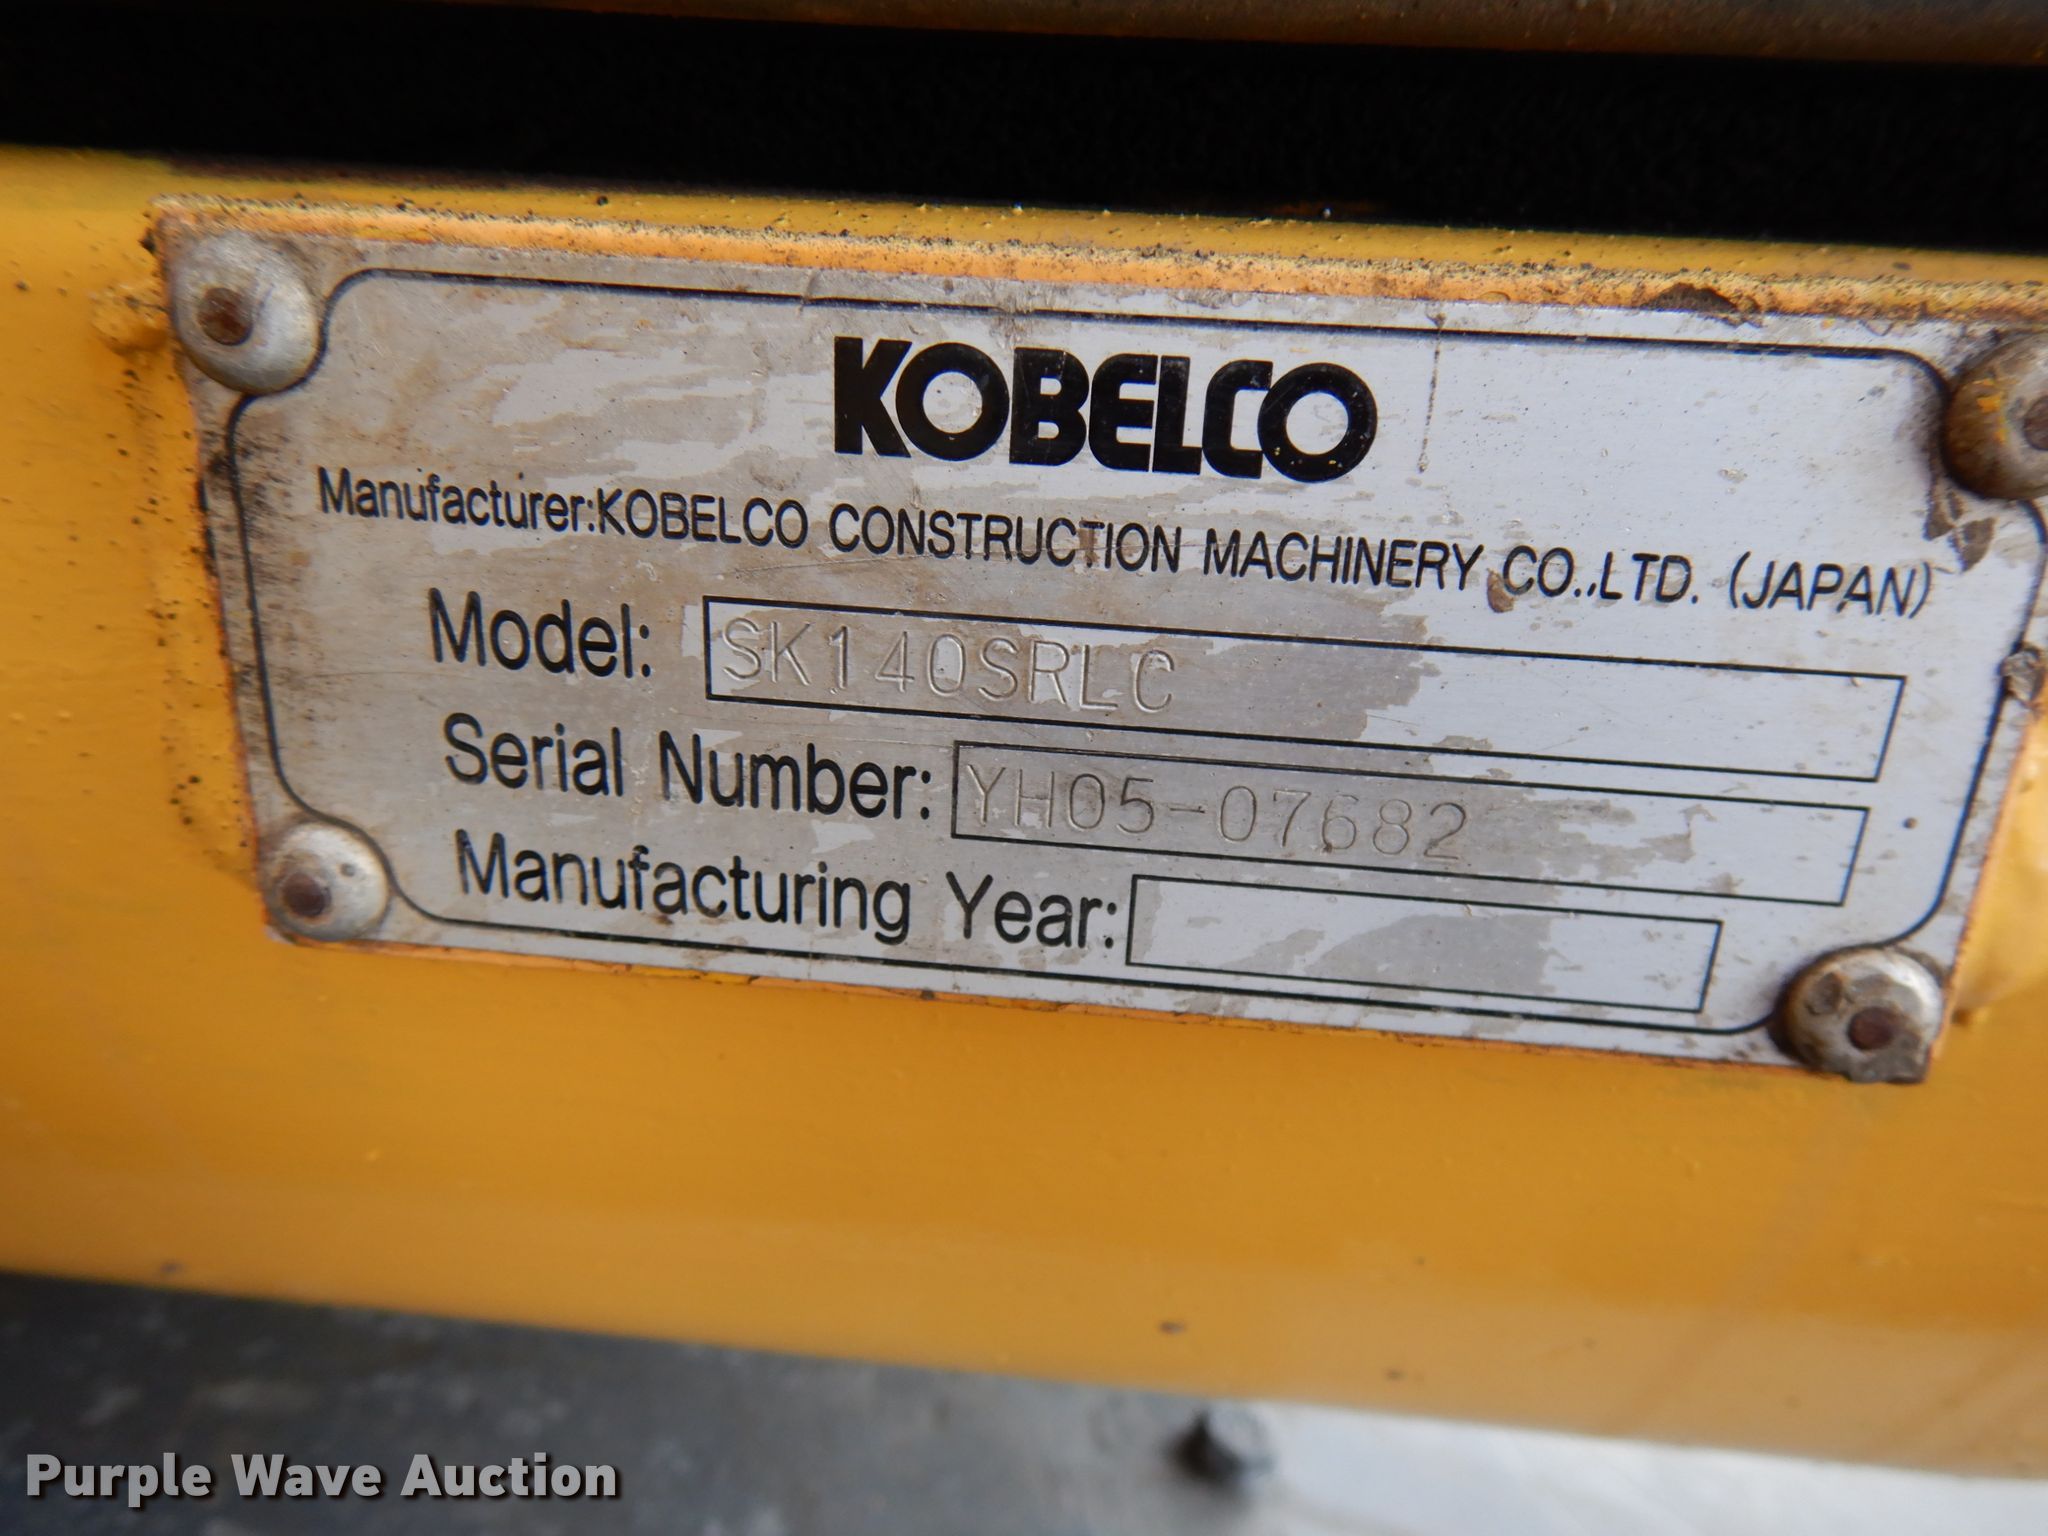 KOBELCO
Manufacturer:KOBELCO CONSTRUCTION MACHINERY CO.,LTD. (JAPAN)
Model: SK140SRLC
Serial Number: YH05-07682
Manufacturing Year:
Purple Wave Auction